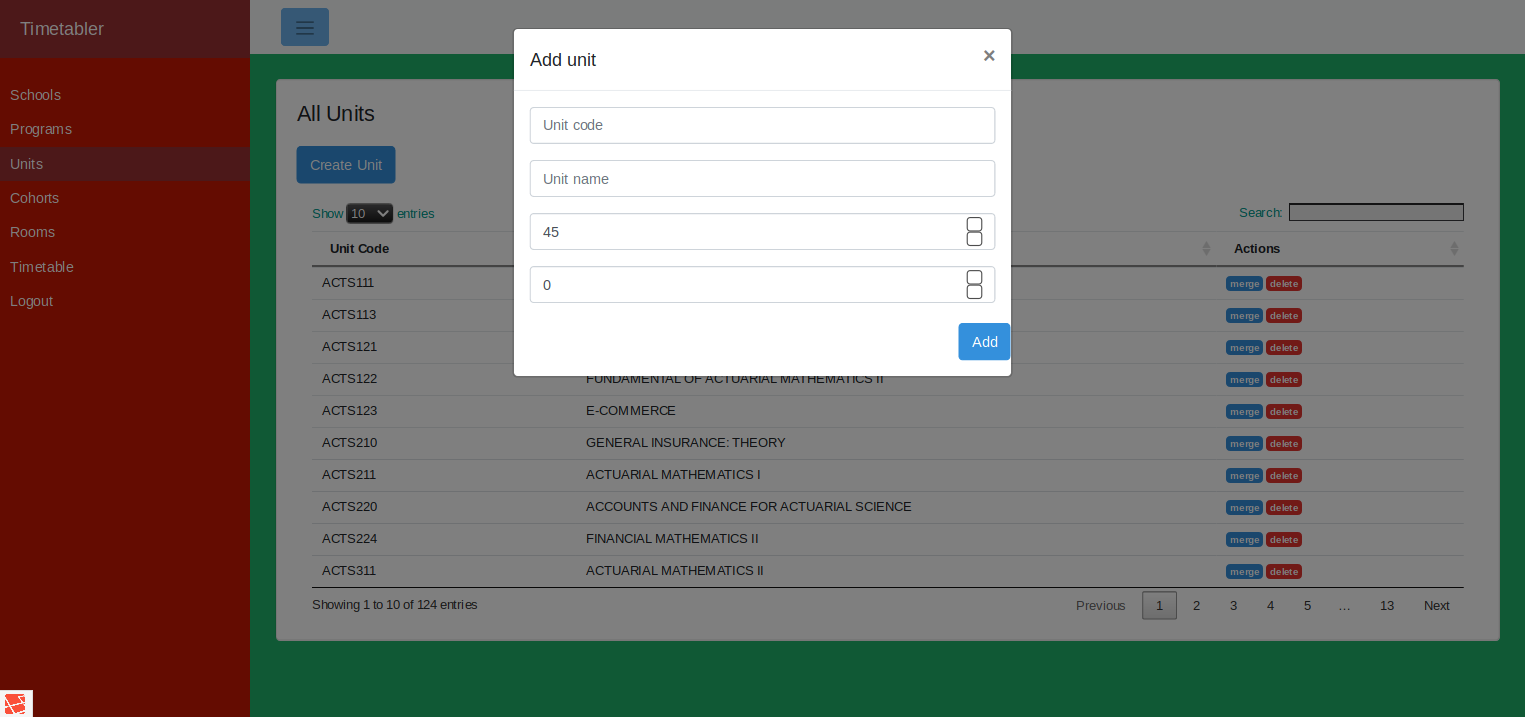 Timetabler
Schools
Programs
Units
Cohorts
Rooms
Timetable
Logout
Add unit ×
Unit code
Unit name
45
0
Add
All Units
Create Unit
Show 10 entries
Search:
Unit Code Actions
ACTS111 merge delete
ACTS113 merge delete
ACTS121 merge delete
ACTS122 FUNDAMENTAL OF ACTUARIAL MATHEMATICS II merge delete
ACTS123 E-COMMERCE merge delete
ACTS210 GENERAL INSURANCE: THEORY merge delete
ACTS211 ACTUARIAL MATHEMATICS I merge delete
ACTS220 ACCOUNTS AND FINANCE FOR ACTUARIAL SCIENCE merge delete
ACTS224 FINANCIAL MATHEMATICS II merge delete
ACTS311 ACTUARIAL MATHEMATICS II merge delete
Showing 1 to 10 of 124 entries Previous 1 2 3 4 5 … 13 Next